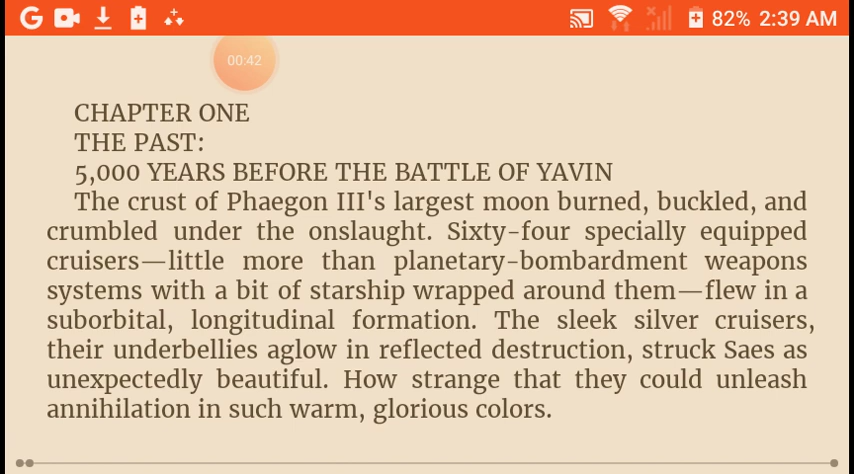 G 82% 2:39 AM
00:42
CHAPTER ONE
THE PAST:
5,000 YEARS BEFORE THE BATTLE OF YAVIN
The crust of Phaegon III's largest moon burned, buckled, and
crumbled under the onslaught. Sixty-four specially equipped
cruisers—little more than planetary-bombardment weapons
systems with a bit of starship wrapped around them—flew in a
suborbital, longitudinal formation. The sleek silver cruisers,
their underbellies aglow in reflected destruction, struck Saes as
unexpectedly beautiful. How strange that they could unleash
annihilation in such warm, glorious colors.